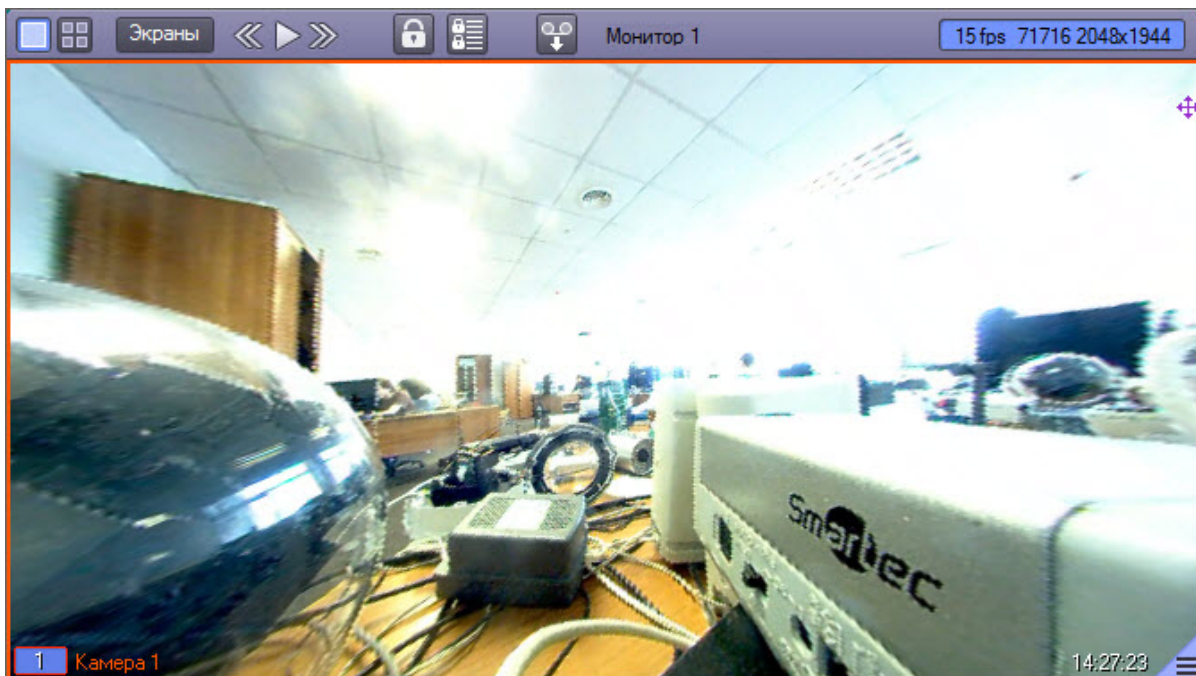 Экраны
Монитор 1
15 fps 71716 2048x1944
Smartec
1 Камера 1
14:27:23